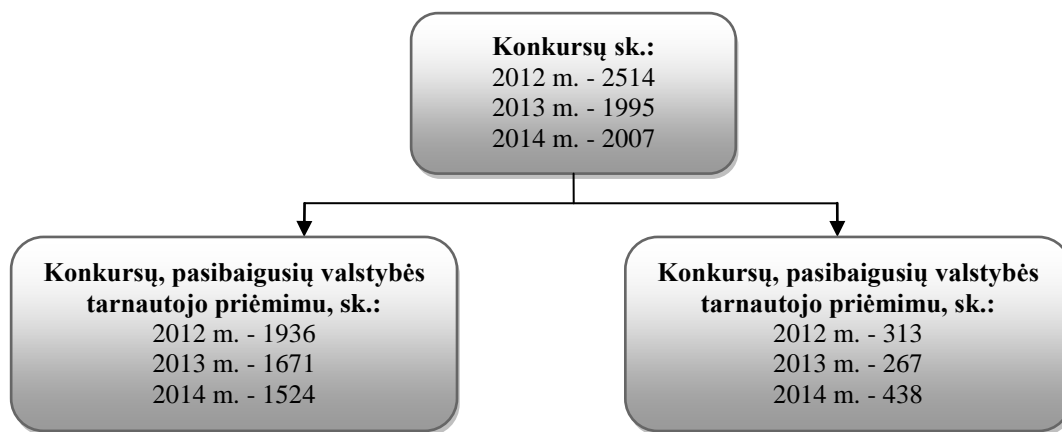 Konkursų sk.:
2012 m. - 2514
2013 m. - 1995
2014 m. - 2007
Konkursų, pasibaigusių valstybės
tarnautojo priėmimu, sk.:
2012 m. - 1936
2013 m. - 1671
2014 m. - 1524
Konkursų, pasibaigusių valstybės
tarnautojo priėmimu, sk.:
2012 m. - 313
2013 m. - 267
2014 m. - 438